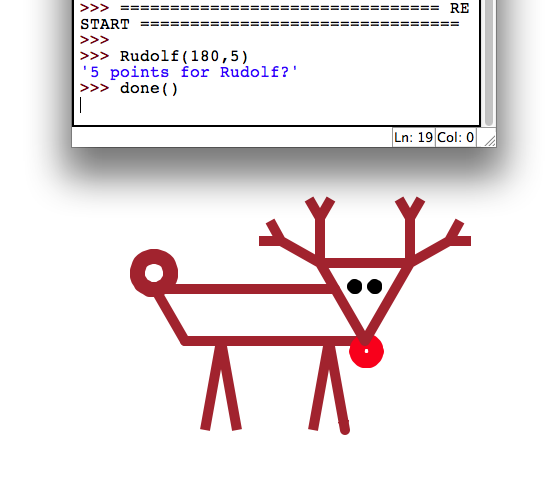 >>> ================================ RE
START ================================
>>>
>>> Rudolf(180,5)
'5 points for Rudolf?'
>>> done()
Ln: 19 Col: 0